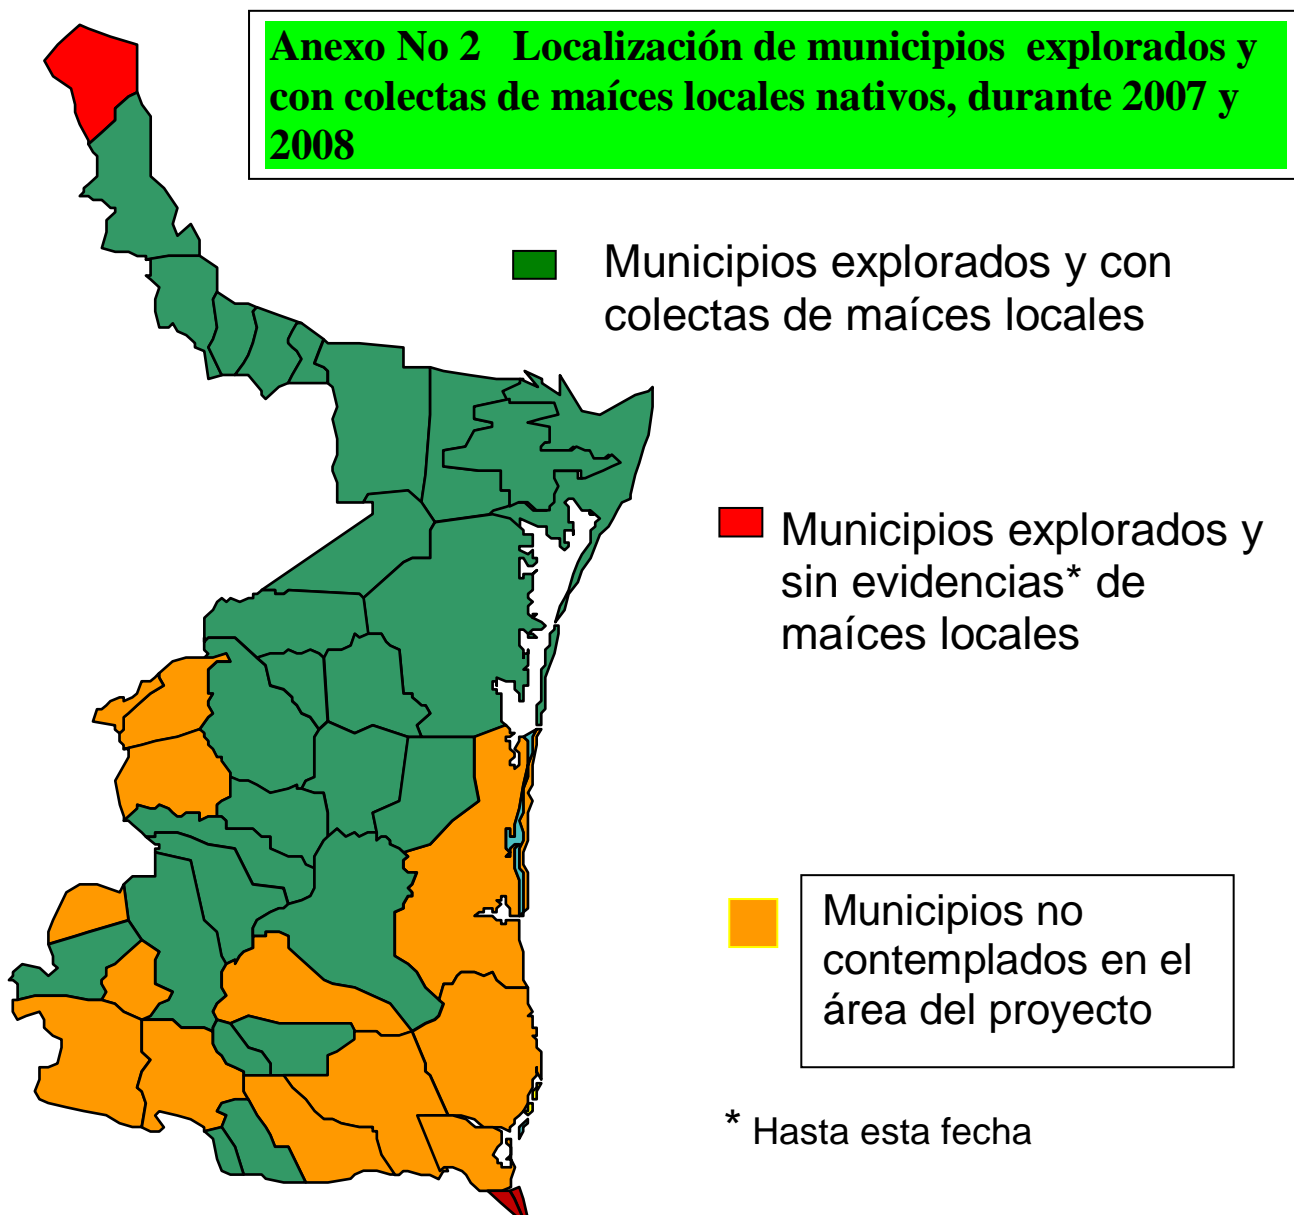 Anexo No 2 Localización de municipios explorados y
con colectas de maíces locales nativos, durante 2007 y
2008
Municipios explorados y con
colectas de maíces locales
Municipios explorados y
sin evidencias* de
maíces locales
Municipios no
contemplados en el
área del proyecto
* Hasta esta fecha